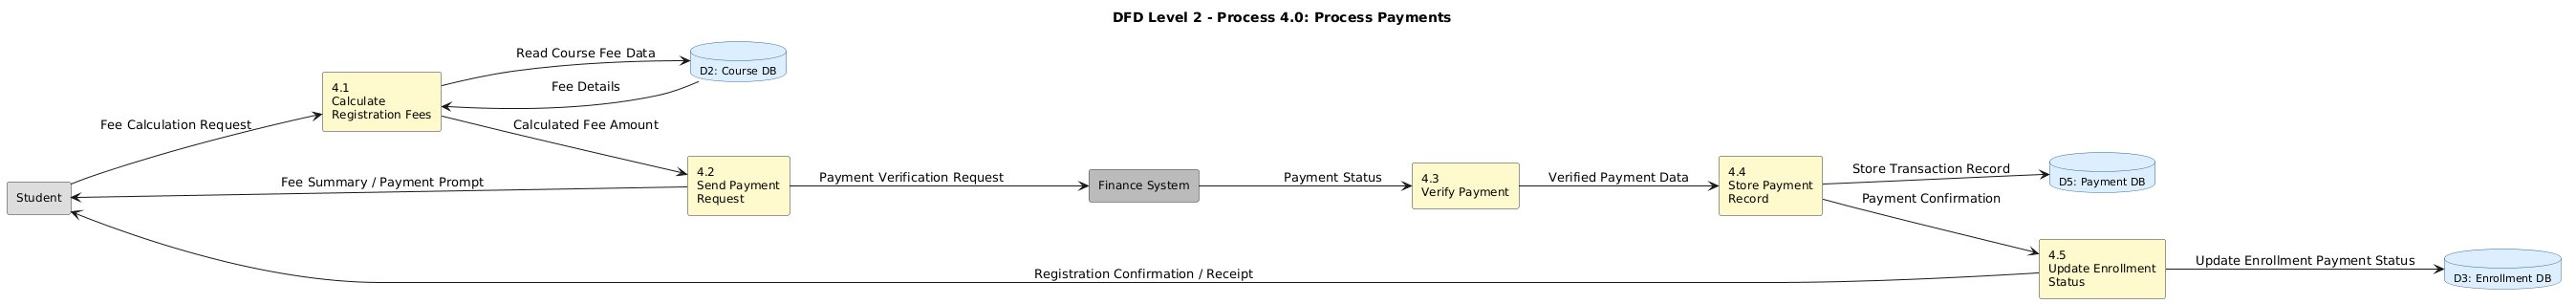 DFD Level 2 - Process 4.0: Process Payments
Read Course Fee Data
D2: Course DB
Fee Details
4.1
Calculate
Registration Fees
Fee Calculation Request
Calculated Fee Amount
Student
Fee Summary / Payment Prompt
4.2
Send Payment
Request
Payment Verification Request
Finance System
Payment Status
4.3
Verify Payment
Verified Payment Data
4.4
Store Payment
Record
Store Transaction Record
D5: Payment DB
Payment Confirmation
4.5
Update Enrollment
Status
Update Enrollment Payment Status
D3: Enrollment DB
Registration Confirmation / Receipt